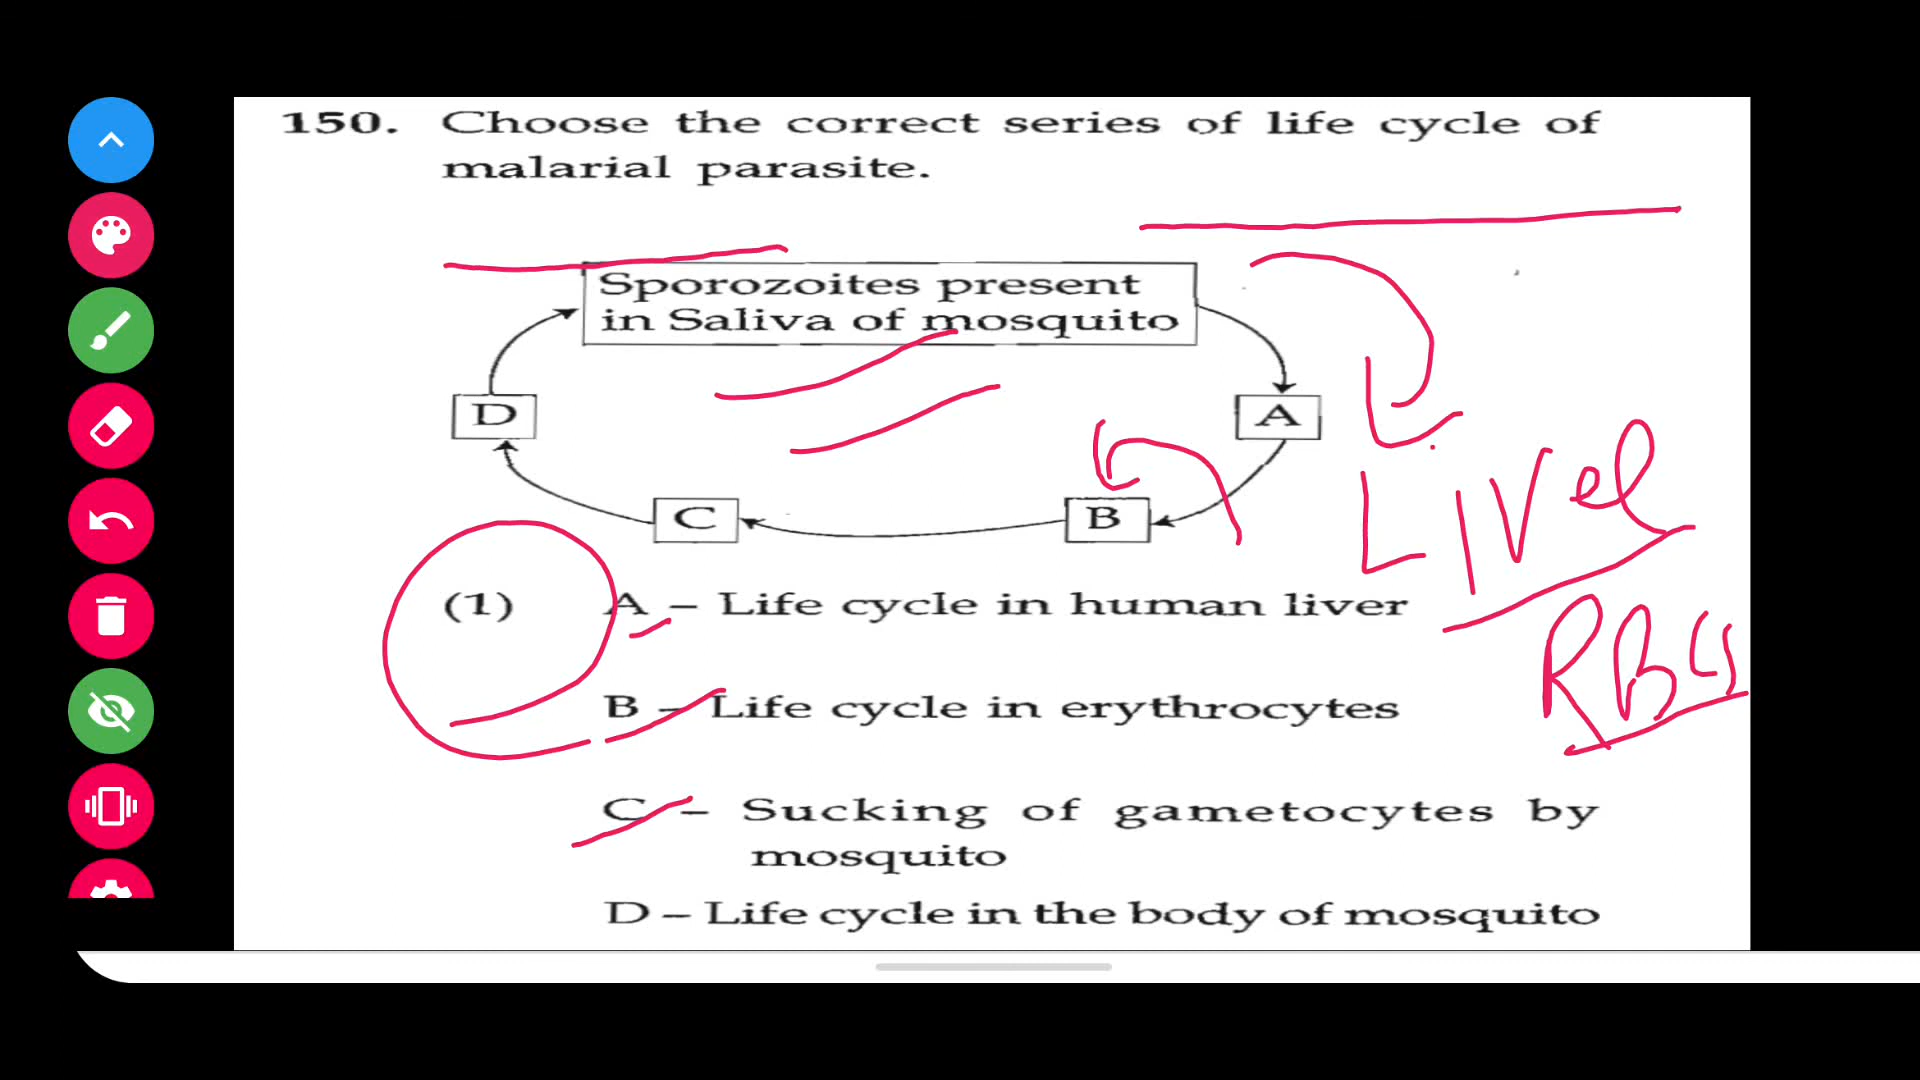 150. Choose the correct series of life cycle of
malarial parasite.
Sporozoites present
in Saliva of mosquito
D
A
C
B
LIVel
RBCs
(1) A – Life cycle in human liver
B – Life cycle in erythrocytes
C – Sucking of gametocytes by
mosquito
D – Life cycle in the body of mosquito